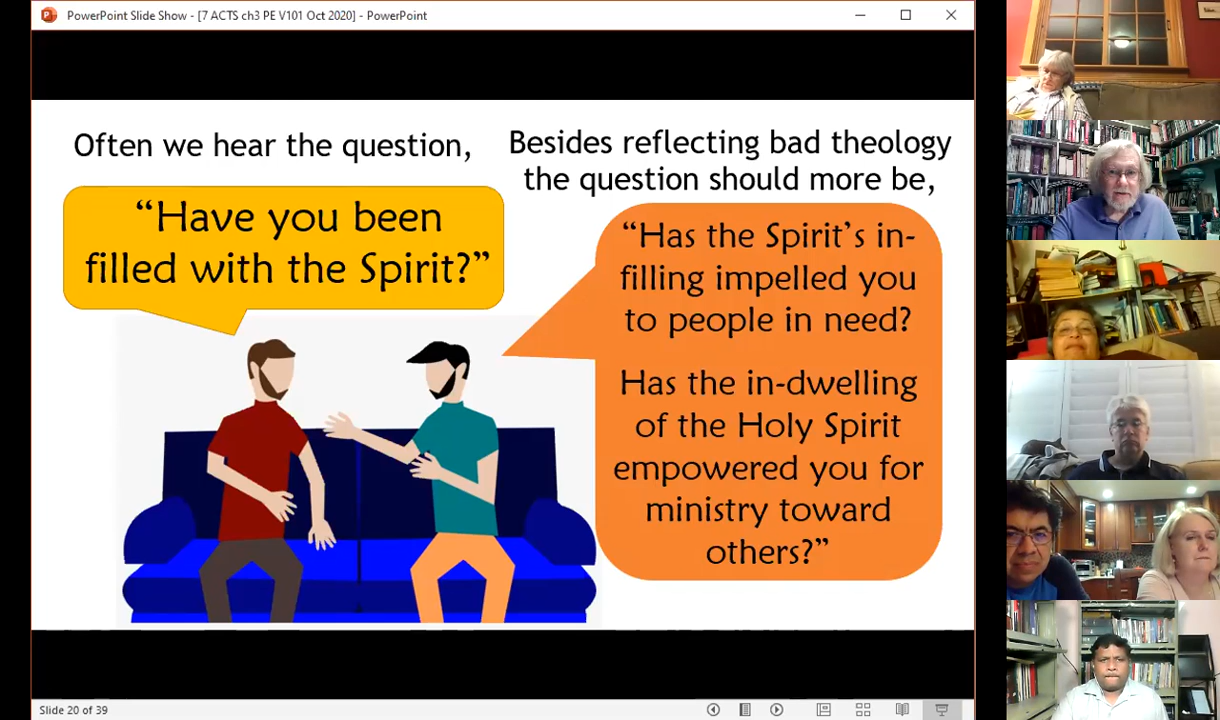 PowerPoint Slide Show - [7 ACTS ch3 PE V101 Oct 2020] - PowerPoint
Often we hear the question,
“Have you been
filled with the Spirit?”
Besides reflecting bad theology
the question should more be,
“Has the Spirit’s in-
filling impelled you
to people in need?
Has the in-dwelling
of the Holy Spirit
empowered you for
ministry toward
others?”
Slide 20 of 39